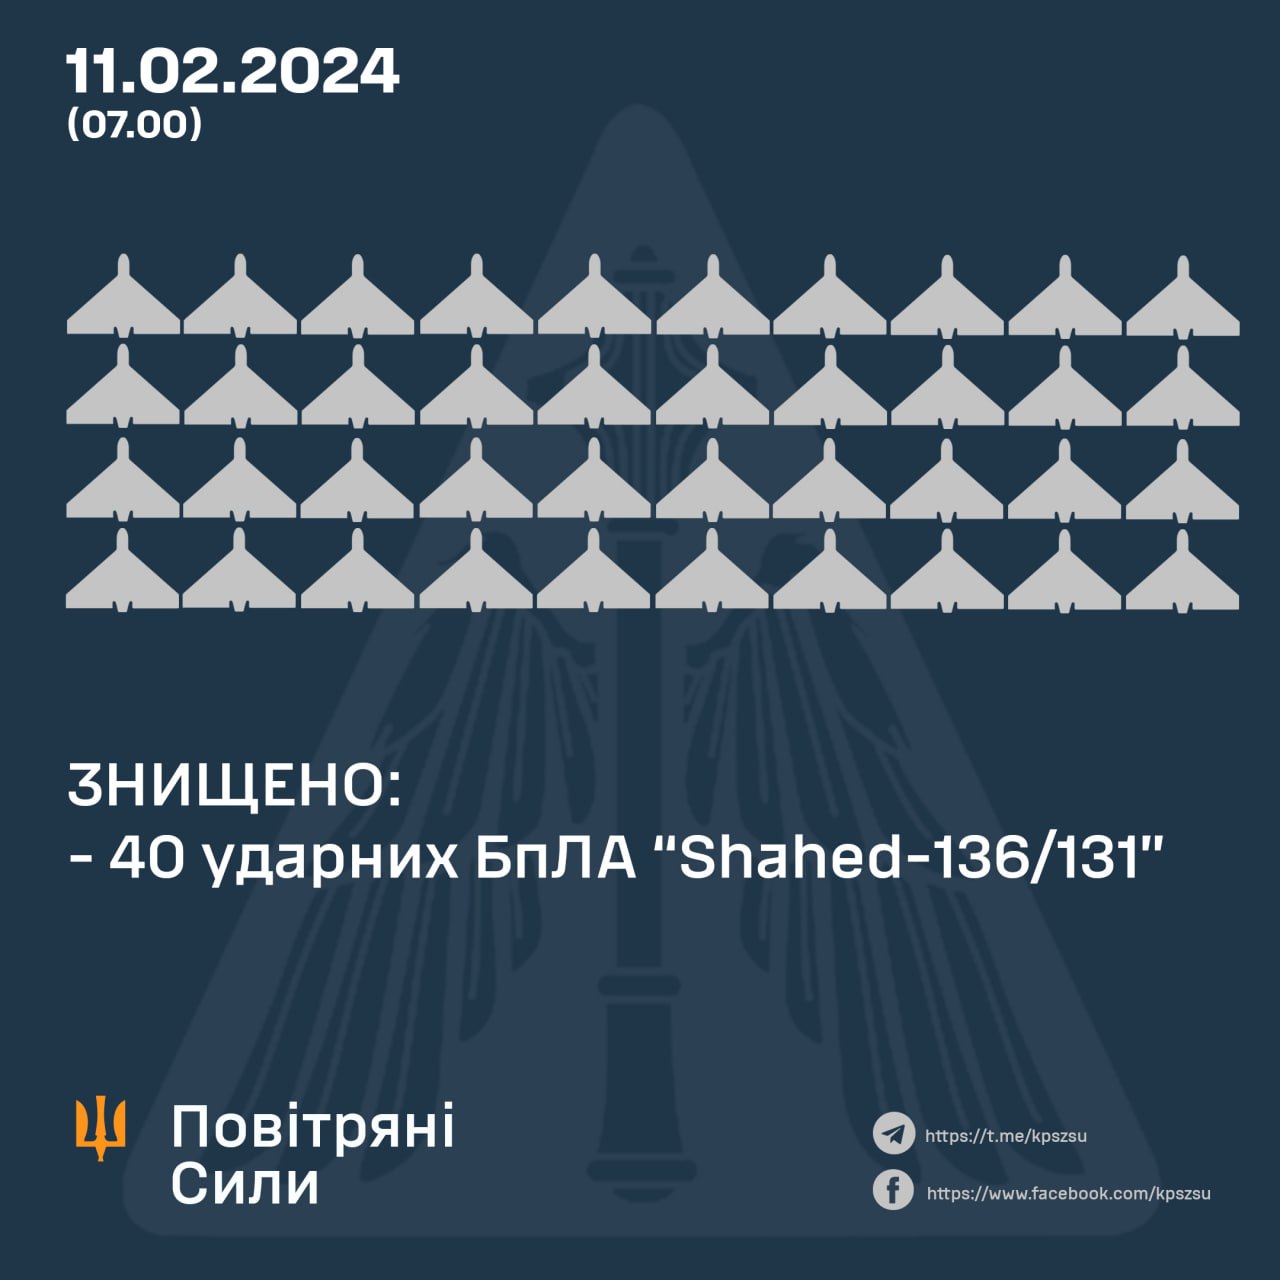 11.02.2024
(07.00)
ЗНИЩЕНО:
- 40 ударних БпЛА “Shahed-136/131”
Повітряні
Сили
https://t.me/kpszsu
https://www.facebook.com/kpszsu